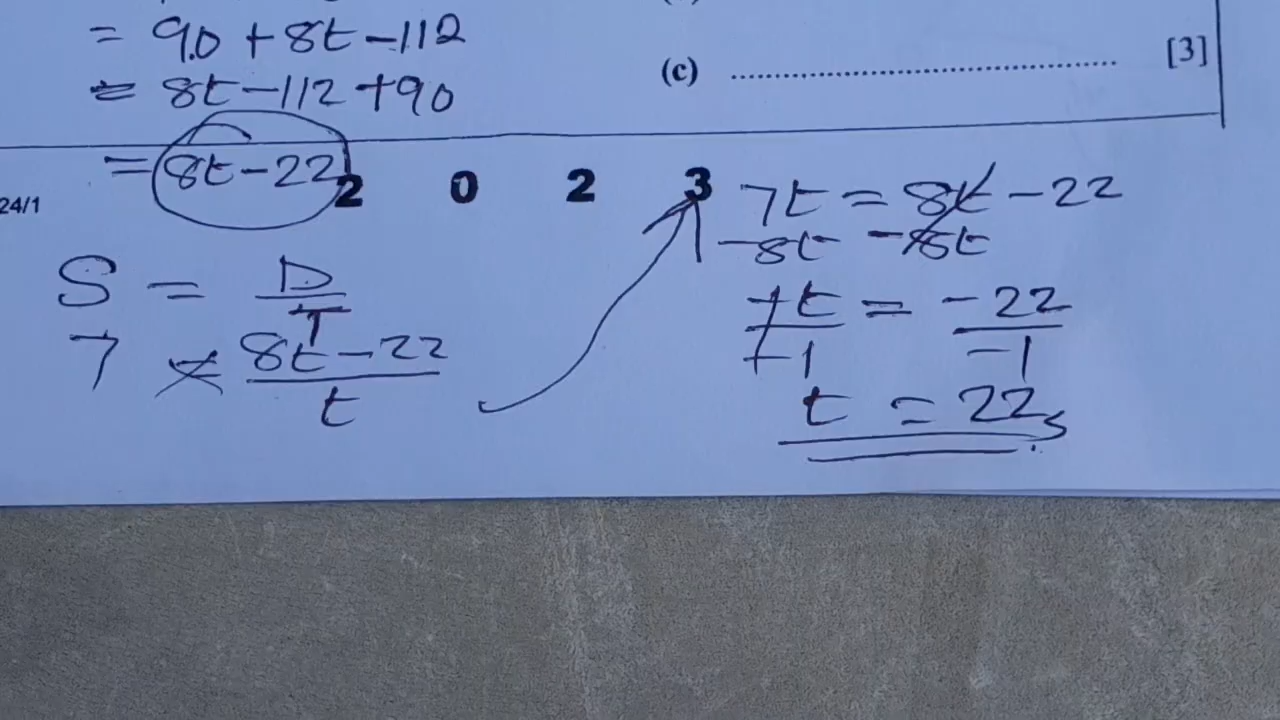 = 90 + 8t - 112
= 8t - 112 + 90
(c) ........................................ [3]
= 8t - 22
24/1
2 0 2 3
S = D/T
7 = 8t - 22 / t
7t = 8t - 22
-8t -8t
-t/-1 = -22/-1
t = 22s.